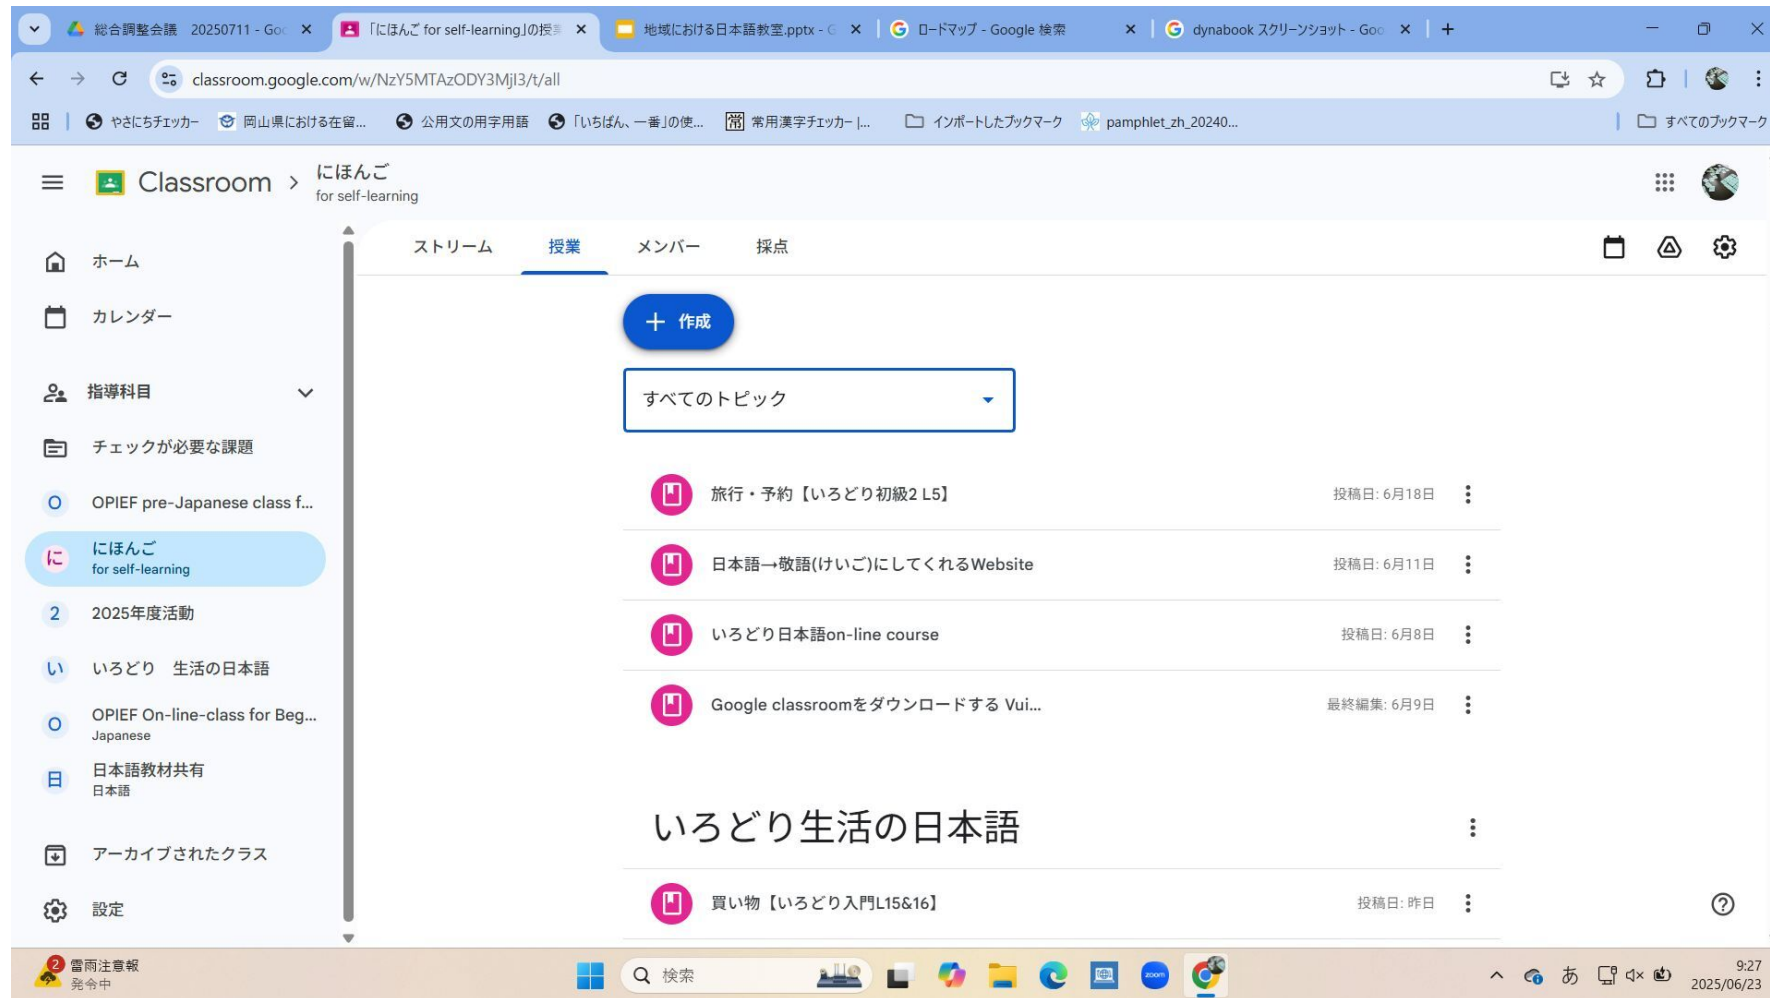 総合調整会議 20250711 - Goo
「にほんご for self-learning」の授業
地域における日本語教室.pptx - G
ロードマップ - Google 検索
dynabook スクリーンショット - Goo
classroom.google.com/w/NzY5MTAzODY3MjI3/t/all
やさにちチェッカー
岡山県における在留...
公用文の用字用語
「いちばん、一番」の使...
常用漢字チェッカー |...
インポートしたブックマーク
pamphlet_zh_20240...
すべてのブックマーク
Classroom
にほんご
for self-learning
ストリーム
授業
メンバー
採点
ホーム
カレンダー
指導科目
チェックが必要な課題
O
OPIEF pre-Japanese class f...
に
にほんご
for self-learning
2
2025年度活動
い
いろどり 生活の日本語
O
OPIEF On-line-class for Beg...
Japanese
日
日本語教材共有
日本語
アーカイブされたクラス
設定
作成
すべてのトピック
旅行・予約【いろどり初級2 L5】
投稿日: 6月18日
日本語→敬語(けいご)にしてくれるWebsite
投稿日: 6月11日
いろどり日本語on-line course
投稿日: 6月8日
Google classroomをダウンロードする Vui...
最終編集: 6月9日
いろどり生活の日本語
買い物【いろどり入門L15&16】
投稿日: 昨日
2
雷雨注意報
発令中
検索
zoom
あ
9:27
2025/06/23